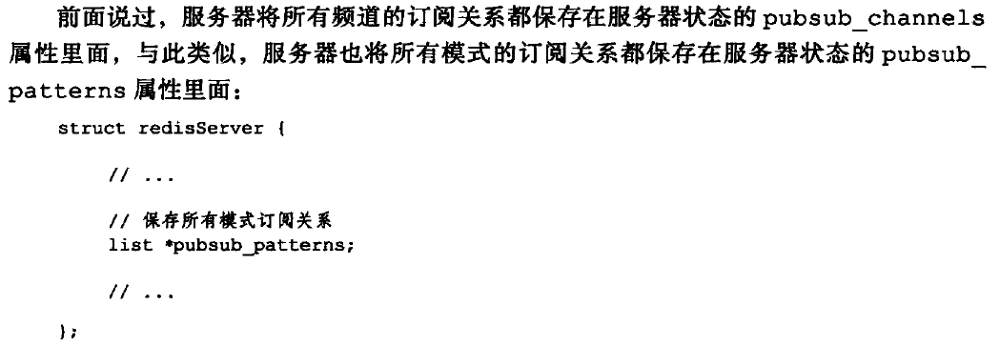 前面说过，服务器将所有频道的订阅关系都保存在服务器状态的 pubsub_channels
属性里面，与此类似，服务器也将所有模式的订阅关系都保存在服务器状态的 pubsub_
patterns 属性里面：
struct redisServer {
// ...
// 保存所有模式订阅关系
list *pubsub_patterns;
// ...
};